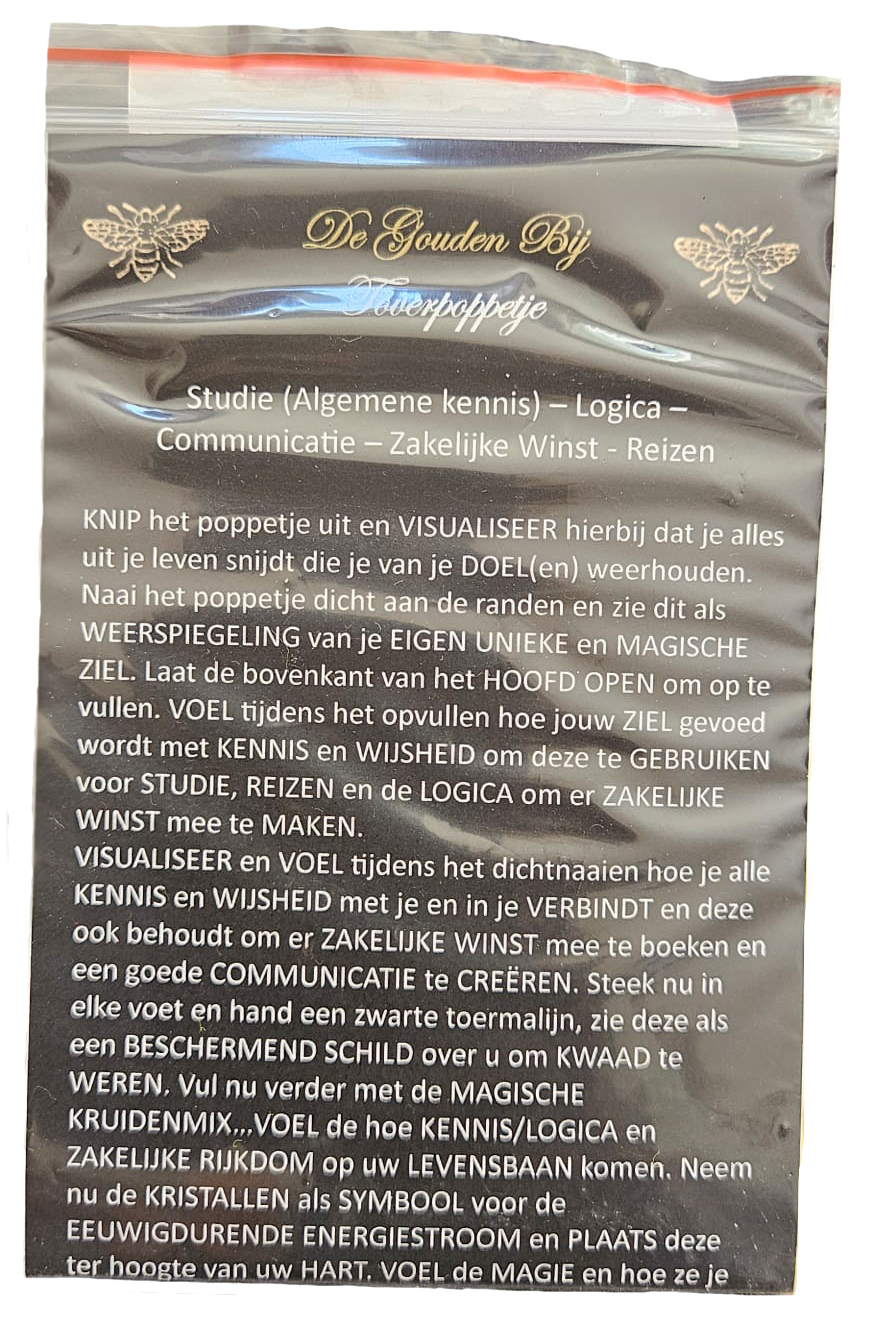 De Gouden Bij
Toverpoppetje
Studie (Algemene kennis) – Logica –
Communicatie – Zakelijke Winst - Reizen
KNIP het poppetje uit en VISUALISEER hierbij dat je alles
uit je leven snijdt die je van je DOEL(en) weerhouden.
Naai het poppetje dicht aan de randen en zie dit als
WEERSPIEGELING van je EIGEN UNIEKE en MAGISCHE
ZIEL. Laat de bovenkant van het HOOFD OPEN om op te
vullen. VOEL tijdens het opvullen hoe jouw ZIEL gevoed
wordt met KENNIS en WIJSHEID om deze te GEBRUIKEN
voor STUDIE, REIZEN en de LOGICA om er ZAKELIJKE
WINST mee te MAKEN.
VISUALISEER en VOEL tijdens het dichtnaaien hoe je alle
KENNIS en WIJSHEID met je en in je VERBINDT en deze
ook behoudt om er ZAKELIJKE WINST mee te boeken en
een goede COMMUNICATIE te CREËREN. Steek nu in
elke voet en hand een zwarte toermalijn, zie deze als
een BESCHERMEND SCHILD over u om KWAAD te
WEREN. Vul nu verder met de MAGISCHE
KRUIDENMIX...VOEL de hoe KENNIS/LOGICA en
ZAKELIJKE RIJKDOM op uw LEVENSBAAN komen. Neem
nu de KRISTALLEN als SYMBOOL voor de
EEUWIGDURENDE ENERGIESTROOM en PLAATS deze
ter hoogte van uw HART. VOEL de MAGIE en hoe ze je